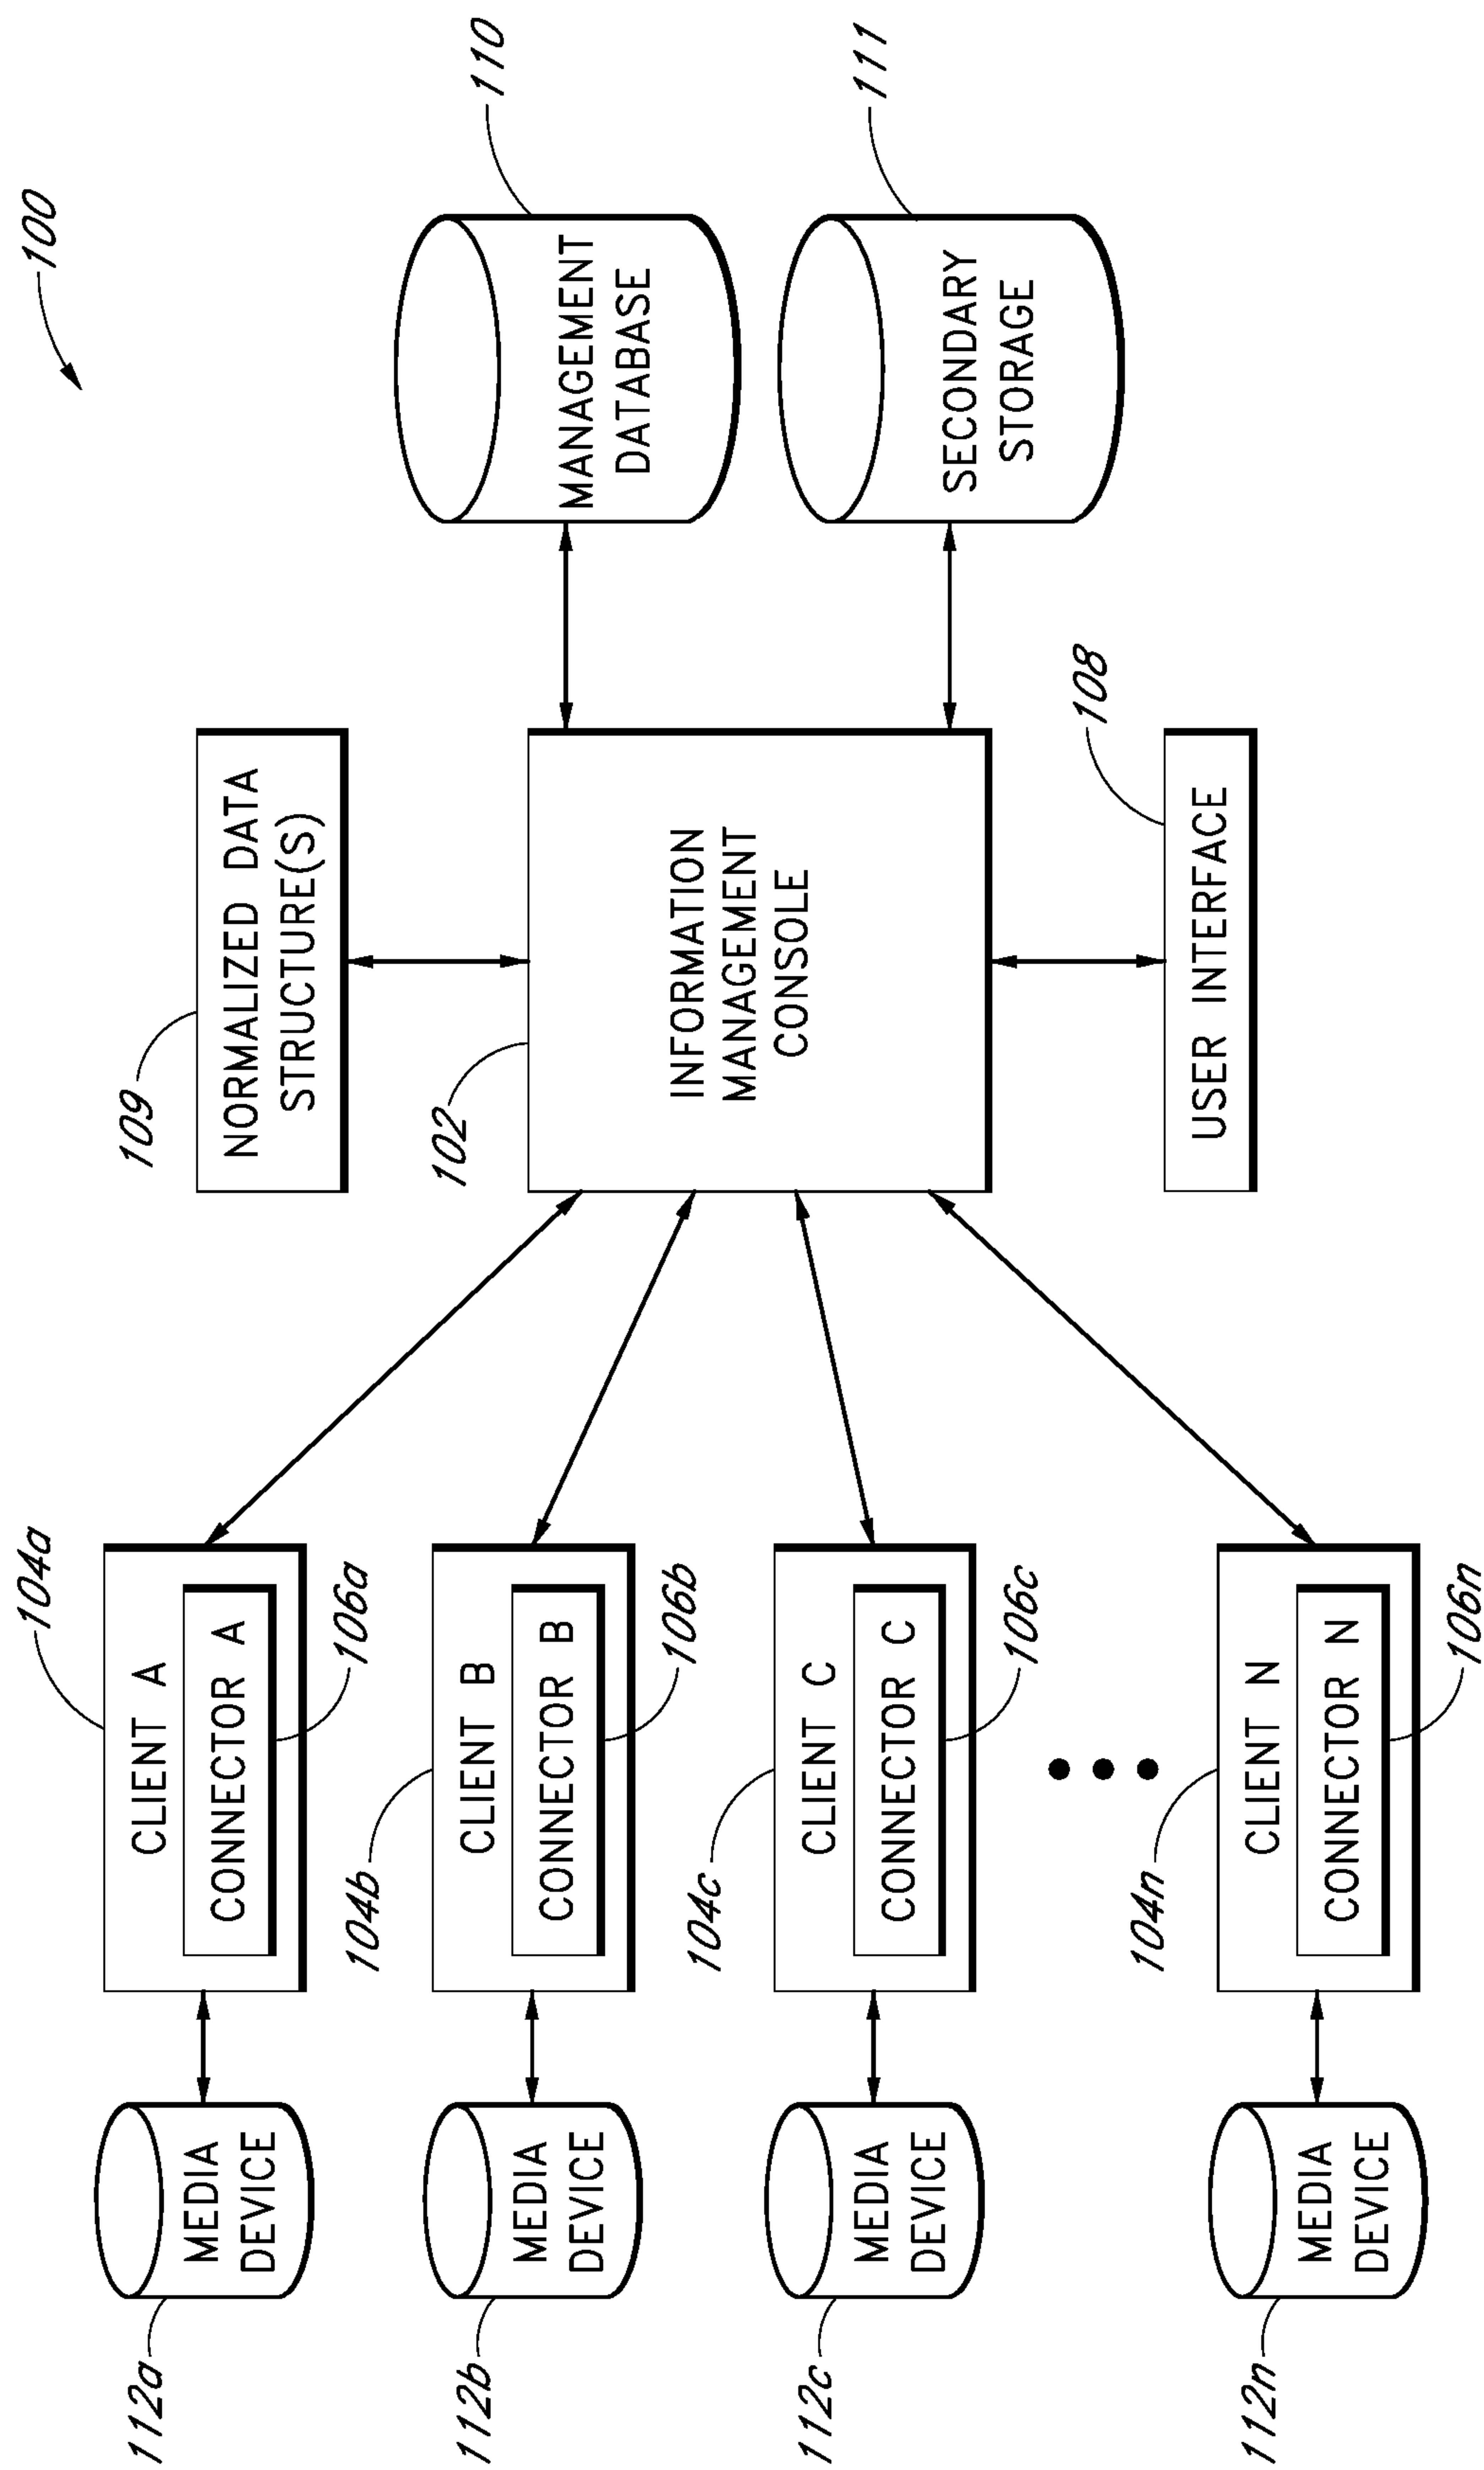 100
112a
MEDIA
DEVICE
104a
CLIENT A
CONNECTOR A
106a
112b
MEDIA
DEVICE
104b
CLIENT B
CONNECTOR B
106b
112c
MEDIA
DEVICE
104c
CLIENT C
CONNECTOR C
106c
112n
MEDIA
DEVICE
104n
CLIENT N
CONNECTOR N
106n
109
NORMALIZED DATA
STRUCTURE(S)
102
INFORMATION
MANAGEMENT
CONSOLE
108
USER INTERFACE
110
MANAGEMENT
DATABASE
111
SECONDARY
STORAGE